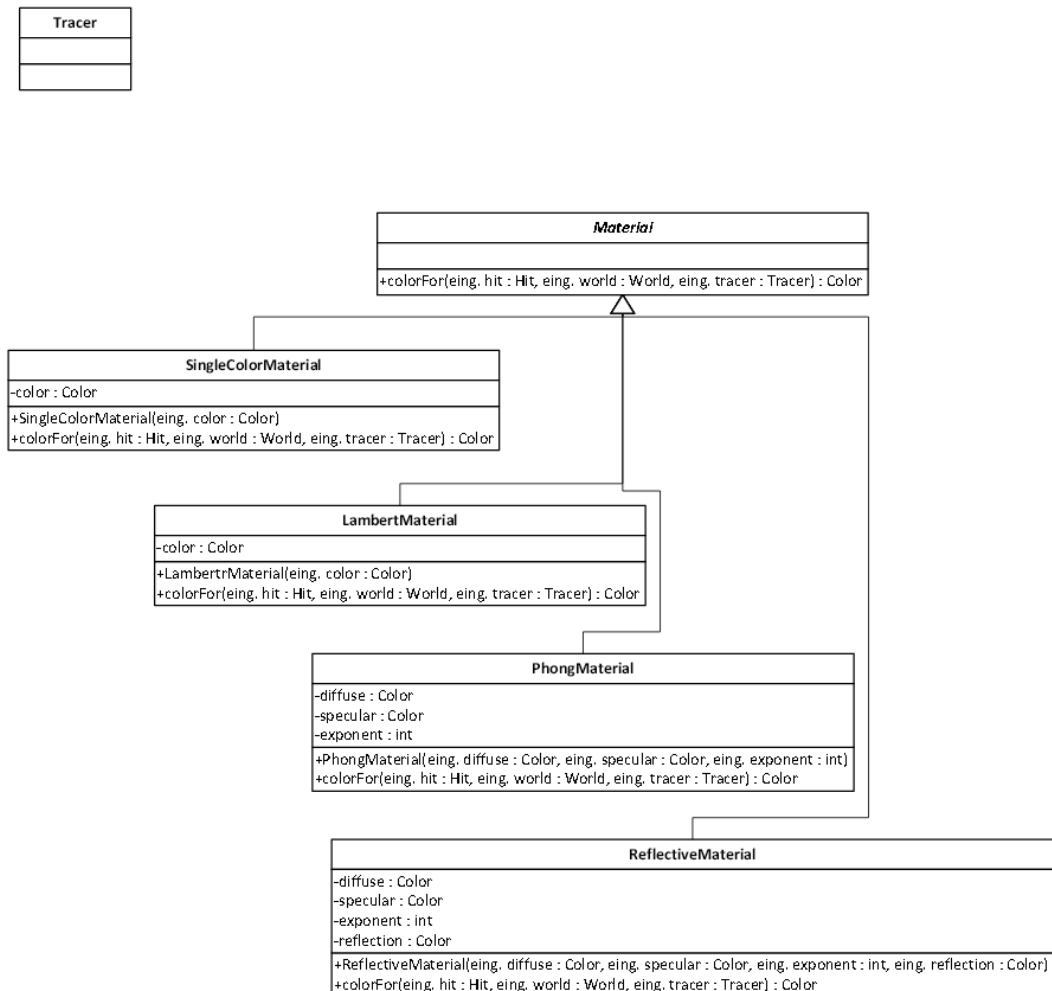 Tracer
Material
+colorFor(eing. hit : Hit, eing. world : World, eing. tracer : Tracer) : Color
SingleColorMaterial
-color : Color
+SingleColorMaterial(eing. color : Color)
+colorFor(eing. hit : Hit, eing. world : World, eing. tracer : Tracer) : Color
LambertMaterial
-color : Color
+LambertrMaterial(eing. color : Color)
+colorFor(eing. hit : Hit, eing. world : World, eing. tracer : Tracer) : Color
PhongMaterial
-diffuse : Color
-specular : Color
-exponent : int
+PhongMaterial(eing. diffuse : Color, eing. specular : Color, eing. exponent : int)
+colorFor(eing. hit : Hit, eing. world : World, eing. tracer : Tracer) : Color
ReflectiveMaterial
-diffuse : Color
-specular : Color
-exponent : int
-reflection : Color
+ReflectiveMaterial(eing. diffuse : Color, eing. specular : Color, eing. exponent : int, eing. reflection : Color)
+colorFor(eing. hit : Hit, eing. world : World, eing. tracer : Tracer) : Color